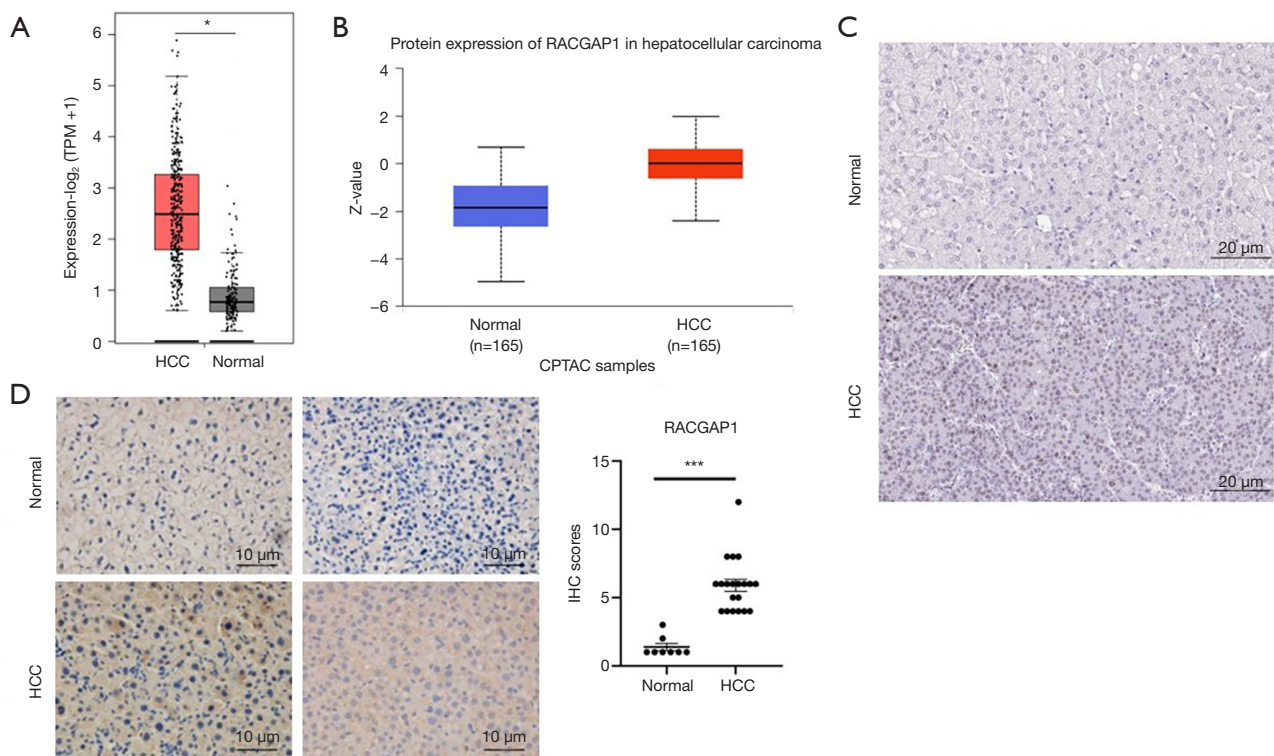 A
*
6
5
4
3
2
1
0
Expression-log₂ (TPM +1)
HCC
Normal
B
Protein expression of RACGAP1 in hepatocellular carcinoma
4
2
0
−2
−4
−6
Z-value
Normal
(n=165)
HCC
(n=165)
CPTAC samples
C
Normal
20 µm
HCC
20 µm
D
Normal
10 µm
10 µm
HCC
10 µm
10 µm
RACGAP1
***
15
10
5
0
IHC scores
Normal
HCC